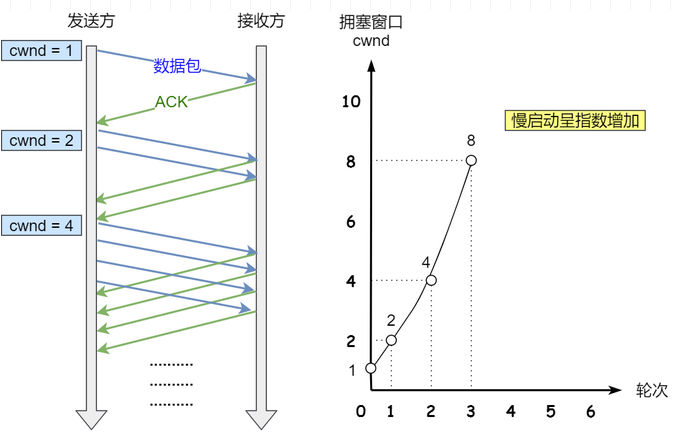 发送方
接收方
cwnd = 1
数据包
ACK
cwnd = 2
cwnd = 4
..........
..........
..........
拥塞窗口
cwnd
慢启动呈指数增加
10
8
6
4
2
1
8
4
2
0 1 2 3 4 5 6
轮次